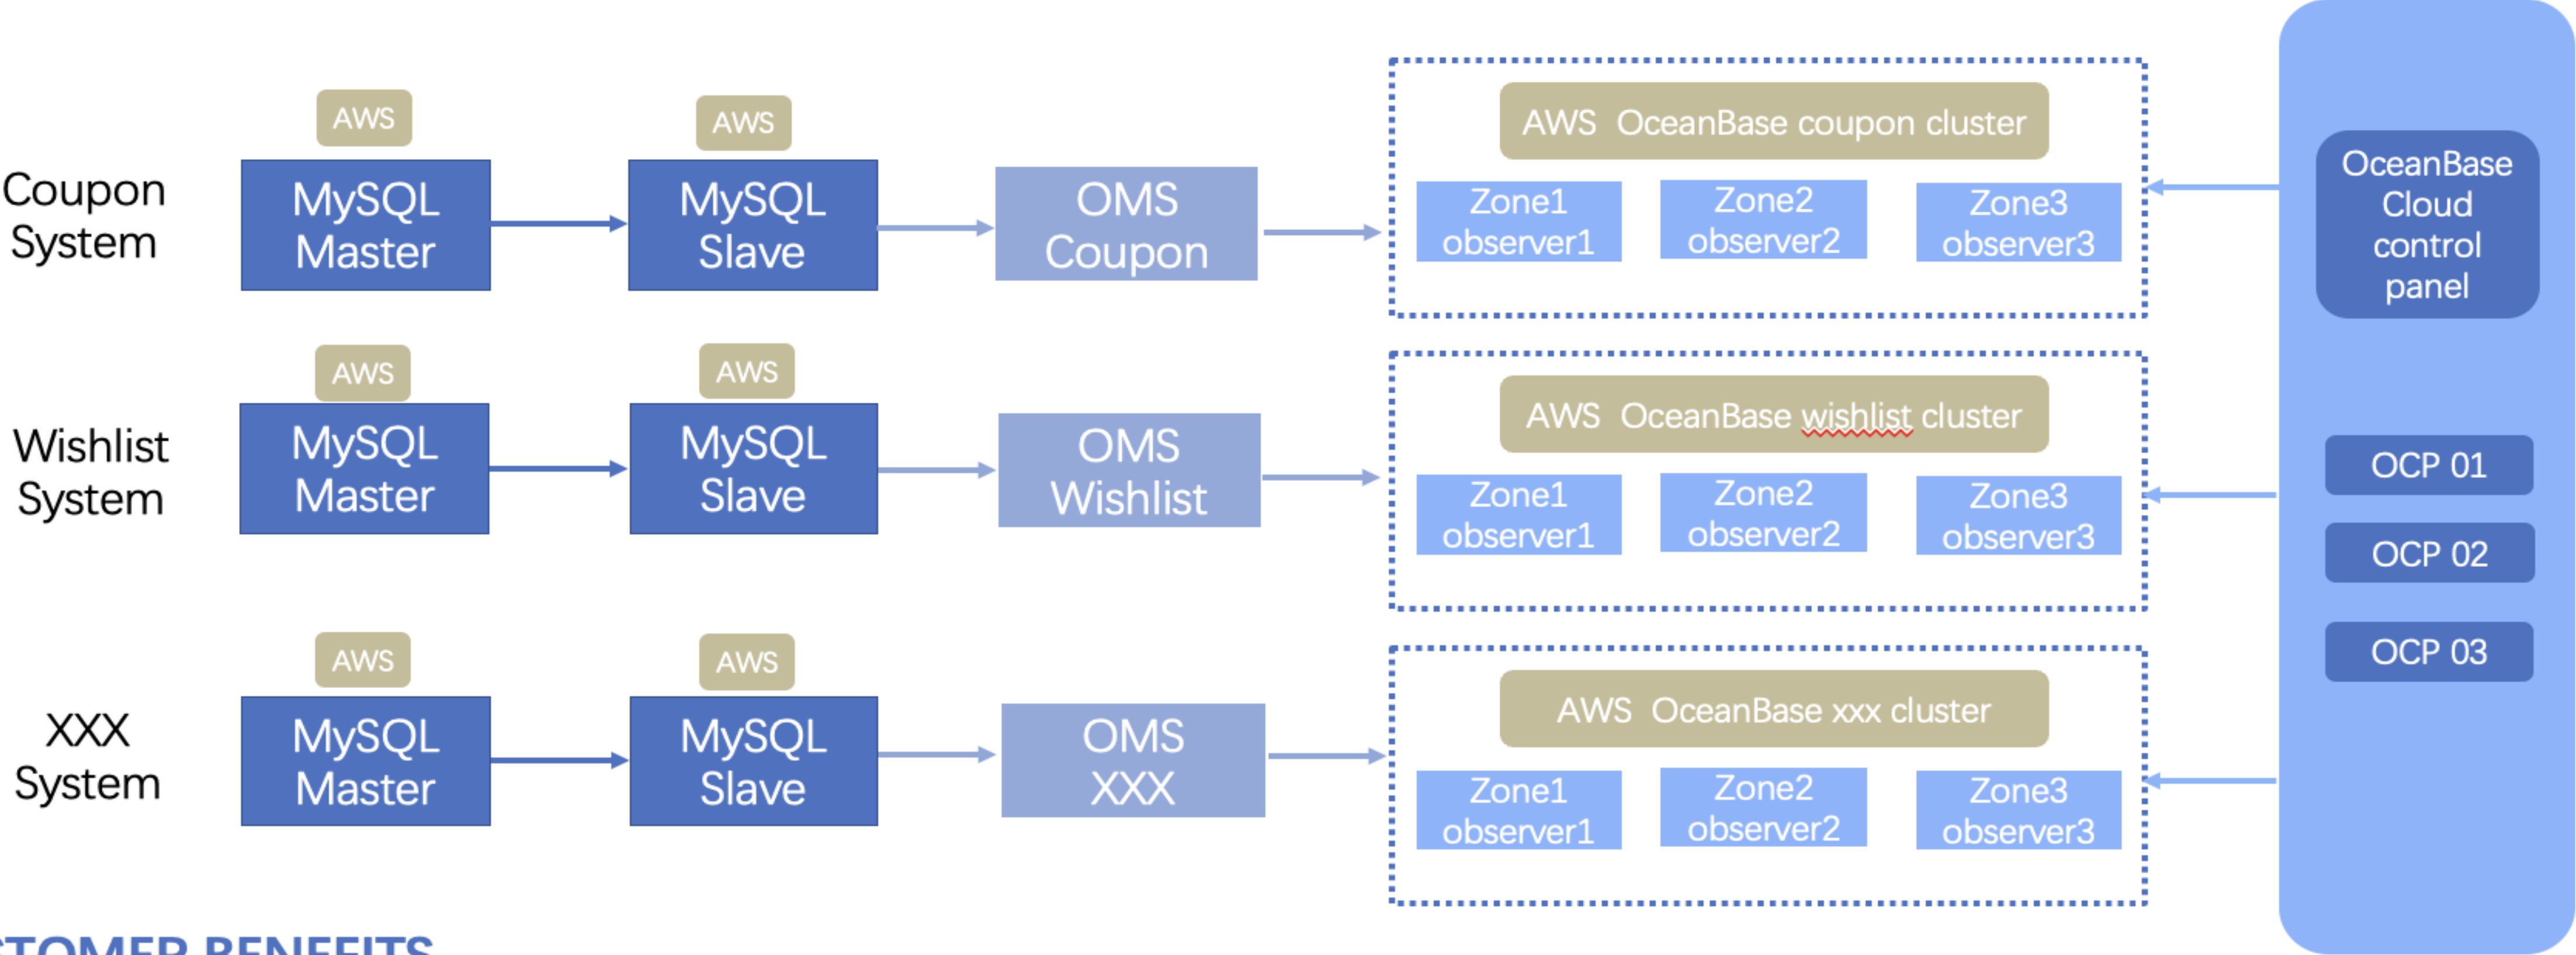 Coupon
System
AWS
MySQL
Master
AWS
MySQL
Slave
OMS
Coupon
AWS OceanBase coupon cluster
Zone1
observer1
Zone2
observer2
Zone3
observer3
Wishlist
System
AWS
MySQL
Master
AWS
MySQL
Slave
OMS
Wishlist
AWS OceanBase wishlist cluster
Zone1
observer1
Zone2
observer2
Zone3
observer3
XXX
System
AWS
MySQL
Master
AWS
MySQL
Slave
OMS
XXX
AWS OceanBase xxx cluster
Zone1
observer1
Zone2
observer2
Zone3
observer3
OceanBase
Cloud
control
panel
OCP 01
OCP 02
OCP 03
BENEFITS